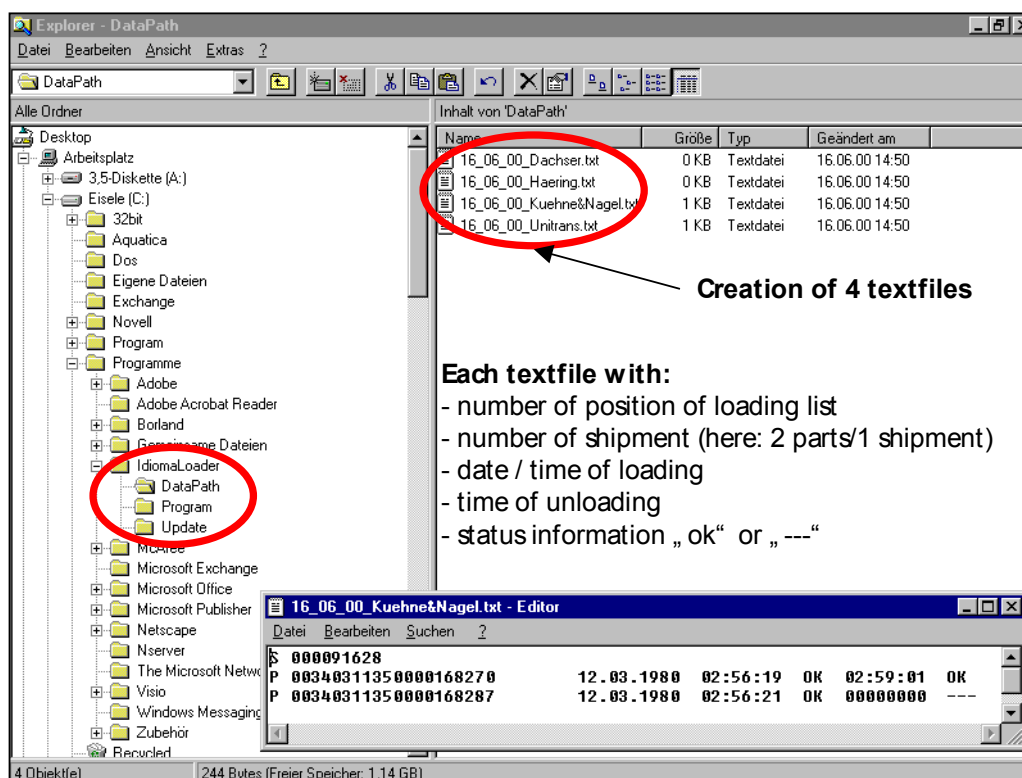 Explorer - DataPath
Datei Bearbeiten Ansicht Extras ?
DataPath
Alle Ordner
Inhalt von 'DataPath'
Desktop
Arbeitsplatz
3,5-Diskette (A:)
Eisele (C:)
32bit
Aquatica
Dos
Eigene Dateien
Exchange
Novell
Program
Programme
Adobe
Adobe Acrobat Reader
Borland
Gemeinsame Dateien
IdiomaLoader
DataPath
Program
Update
McAfee
Microsoft Exchange
Microsoft Office
Microsoft Publisher
Netscape
Nserver
The Microsoft Netwo
Visio
Windows Messaging
Zubehör
Recycled
Name Größe Typ Geändert am
16_06_00_Dachser.txt 0 KB Textdatei 16.06.00 14:50
16_06_00_Haering.txt 0 KB Textdatei 16.06.00 14:50
16_06_00_Kuehne&Nagel.txt 1 KB Textdatei 16.06.00 14:50
16_06_00_Unitrans.txt 1 KB Textdatei 16.06.00 14:50
Creation of 4 textfiles
Each textfile with:
- number of position of loading list
- number of shipment (here: 2 parts/1 shipment)
- date / time of loading
- time of unloading
- status information „ ok“ or „ ---“
16_06_00_Kuehne&Nagel.txt - Editor
Datei Bearbeiten Suchen ?
S 000091628
P 00340311350000168270 12.03.1980 02:56:19 OK 02:59:01 OK
P 00340311350000168287 12.03.1980 02:56:21 OK 00000000 ---
4 Objekt(e) 244 Bytes (Freier Speicher: 1,14 GB)